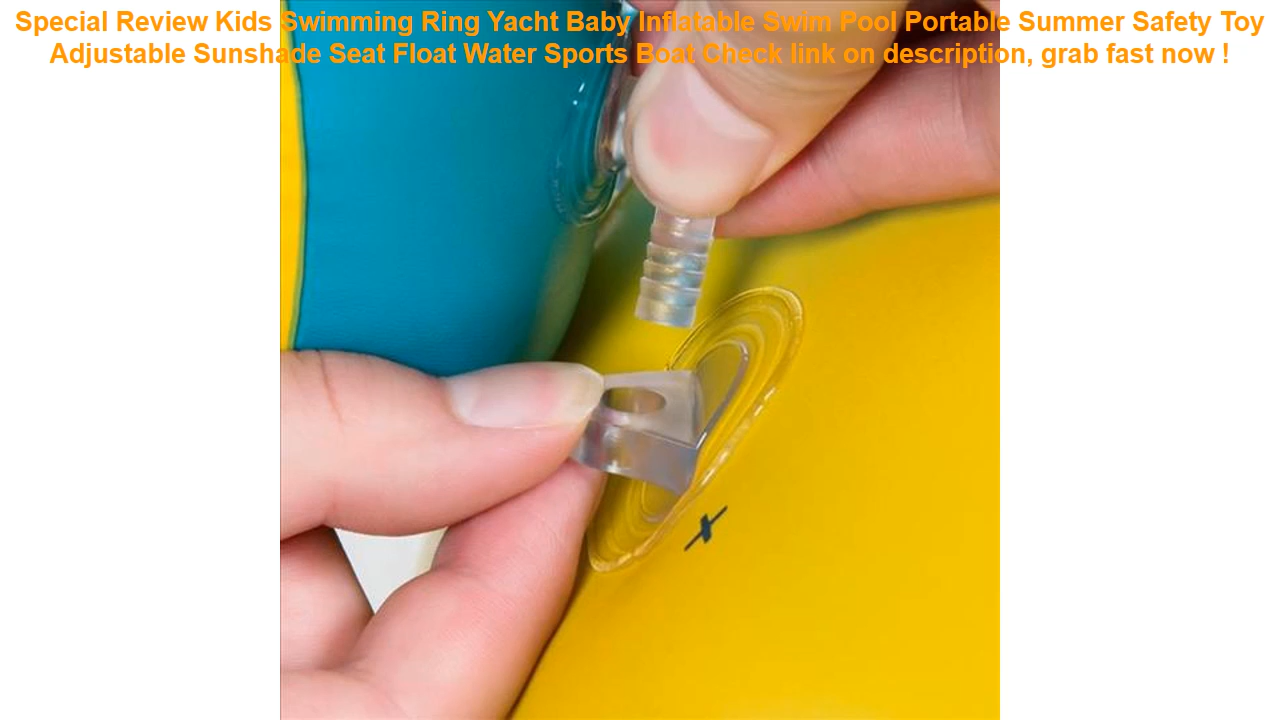 Special Review Kids Swimming Ring Yacht Baby Inflatable Swim Pool Portable Summer Safety Toy
Adjustable Sunshade Seat Float Water Sports Boat Check link on description, grab fast now !